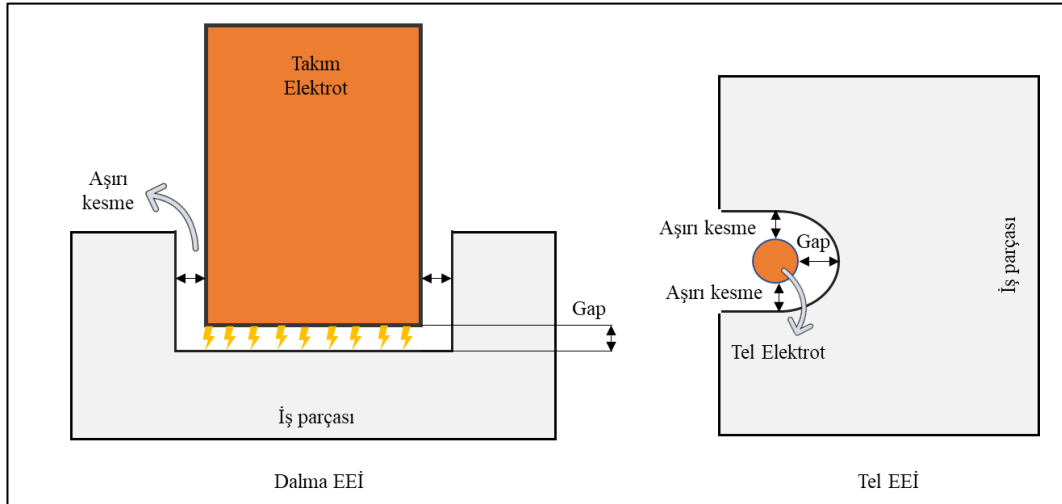 Takım
Elektrot
Aşırı
kesme
Gap
İş parçası
Dalma EEİ
Aşırı kesme
Gap
Aşırı kesme
Tel Elektrot
İş parçası
Tel EEİ